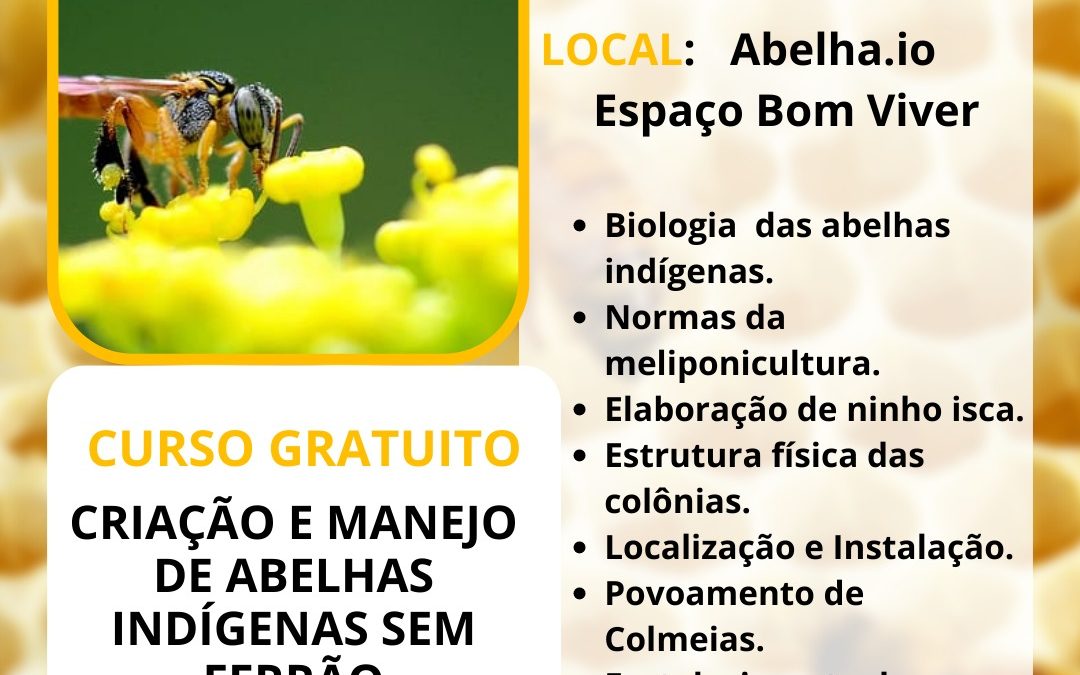 LOCAL: Abelha.io
Espaço Bom Viver
• Biologia das abelhas
indígenas.
• Normas da
meliponicultura.
• Elaboração de ninho isca.
• Estrutura física das
colônias.
• Localização e Instalação.
• Povoamento de
Colmeias.
CURSO GRATUITO
CRIAÇÃO E MANEJO
DE ABELHAS
INDÍGENAS SEM
FERRÃO